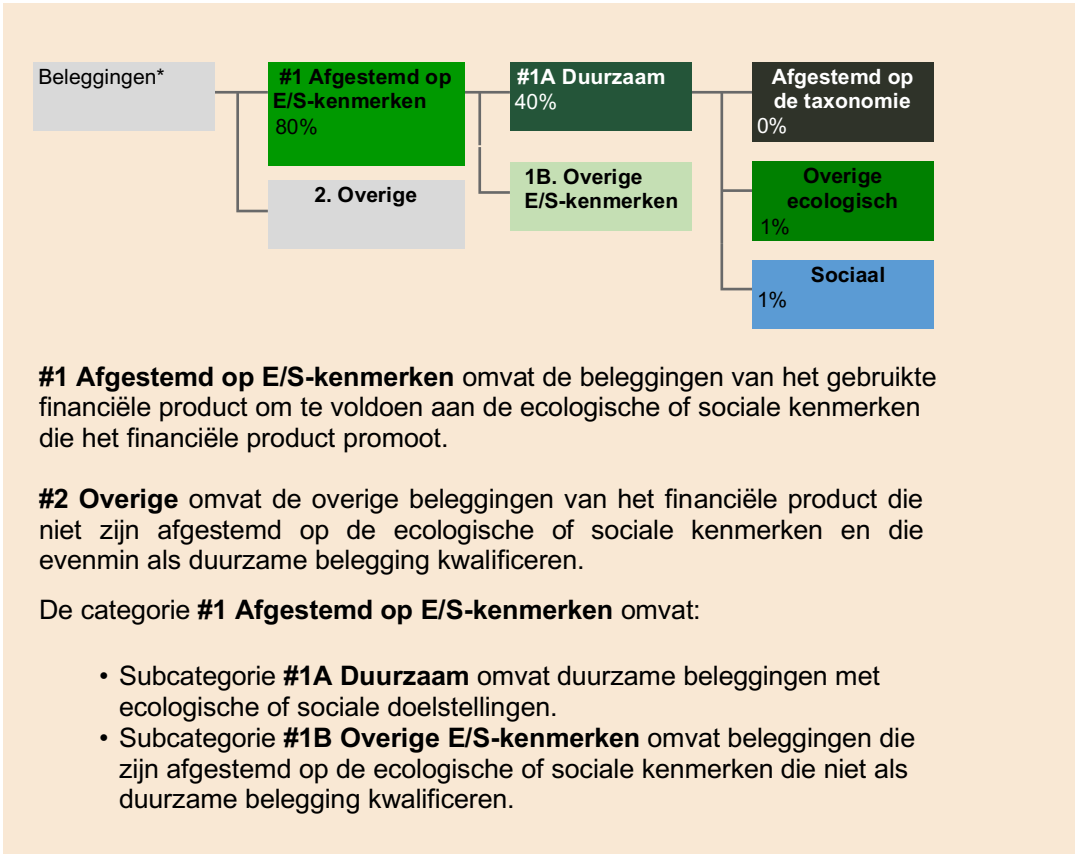 Beleggingen*
#1 Afgestemd op
E/S-kenmerken
80%
2. Overige
#1A Duurzaam
40%
1B. Overige
E/S-kenmerken
Afgestemd op
de taxonomie
0%
Overige
ecologisch
1%
Sociaal
1%
#1 Afgestemd op E/S-kenmerken omvat de beleggingen van het gebruikte
financiële product om te voldoen aan de ecologische of sociale kenmerken
die het financiële product promoot.
#2 Overige omvat de overige beleggingen van het financiële product die
niet zijn afgestemd op de ecologische of sociale kenmerken en die
evenmin als duurzame belegging kwalificeren.
De categorie #1 Afgestemd op E/S-kenmerken omvat:
• Subcategorie #1A Duurzaam omvat duurzame beleggingen met
ecologische of sociale doelstellingen.
• Subcategorie #1B Overige E/S-kenmerken omvat beleggingen die
zijn afgestemd op de ecologische of sociale kenmerken die niet als
duurzame belegging kwalificeren.